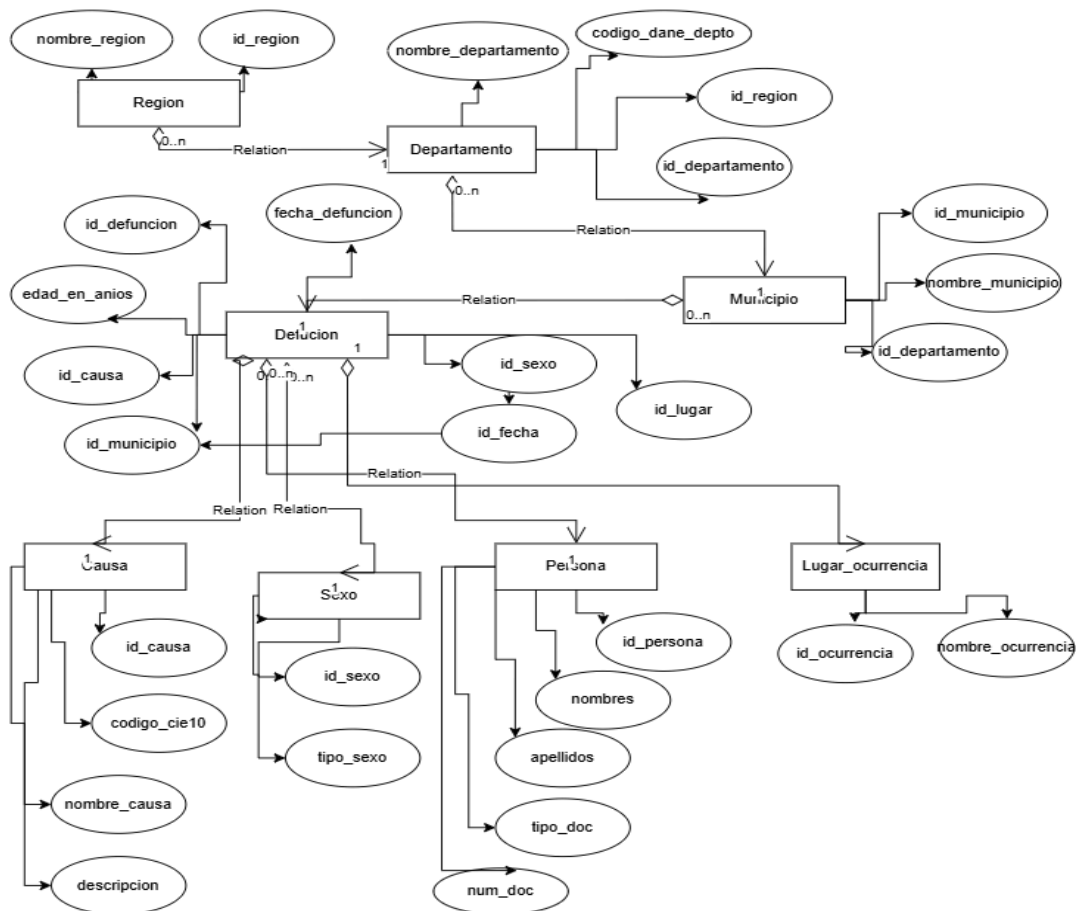 nombre_region
id_region
nombre_departamento
codigo_dane_depto
id_region
Region
0..n
Relation
1
Departamento
id_departamento
0..n
fecha_defuncion
id_defuncion
Relation
id_municipio
edad_en_anios
Relation
1
Municipio
nombre_municipio
0..n
1
Defucion
1
id_departamento
id_sexo
0..n
0..n
id_causa
id_lugar
id_municipio
id_fecha
Relation
Relation
Relation
1
Causa
1
Sexo
1
Persona
Lugar_ocurrencia
id_causa
id_persona
id_ocurrencia
nombre_ocurrencia
id_sexo
nombres
codigo_cie10
tipo_sexo
apellidos
nombre_causa
tipo_doc
descripcion
num_doc